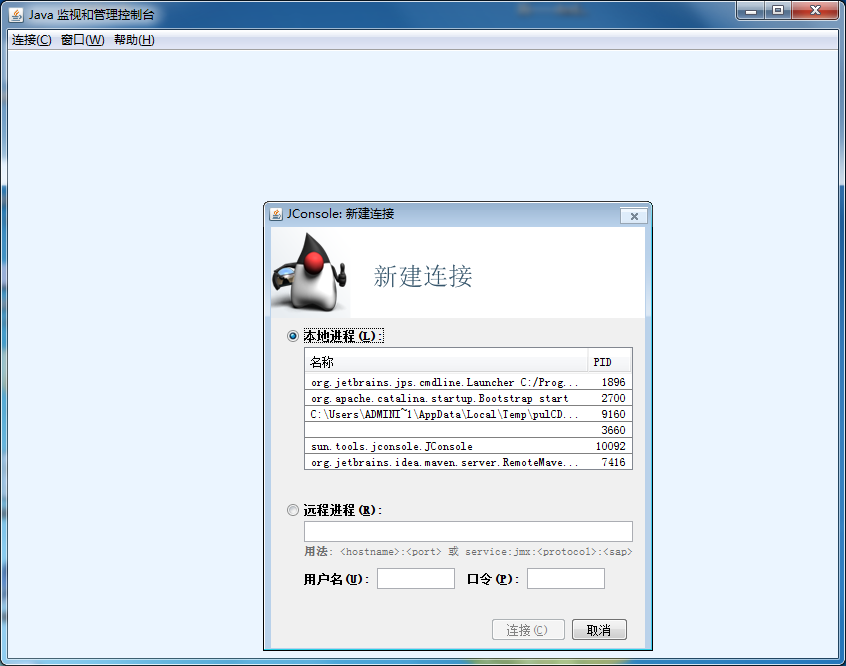 Java 监视和管理控制台
连接(C) 窗口(W) 帮助(H)
JConsole: 新建连接
新建连接
本地进程(L):
名称 PID
org.jetbrains.jps.cmdline.Launcher C:/Prog... 1896
org.apache.catalina.startup.Bootstrap start 2700
C:\Users\ADMINI~1\AppData\Local\Temp\pulCD... 9160
3660
sun.tools.jconsole.JConsole 10092
org.jetbrains.idea.maven.server.RemoteMave... 7416
远程进程(R):
用法: <hostname>:<port> 或 service:jmx:<protocol>:<sap>
用户名(U): 口令(P):
连接(C) 取消